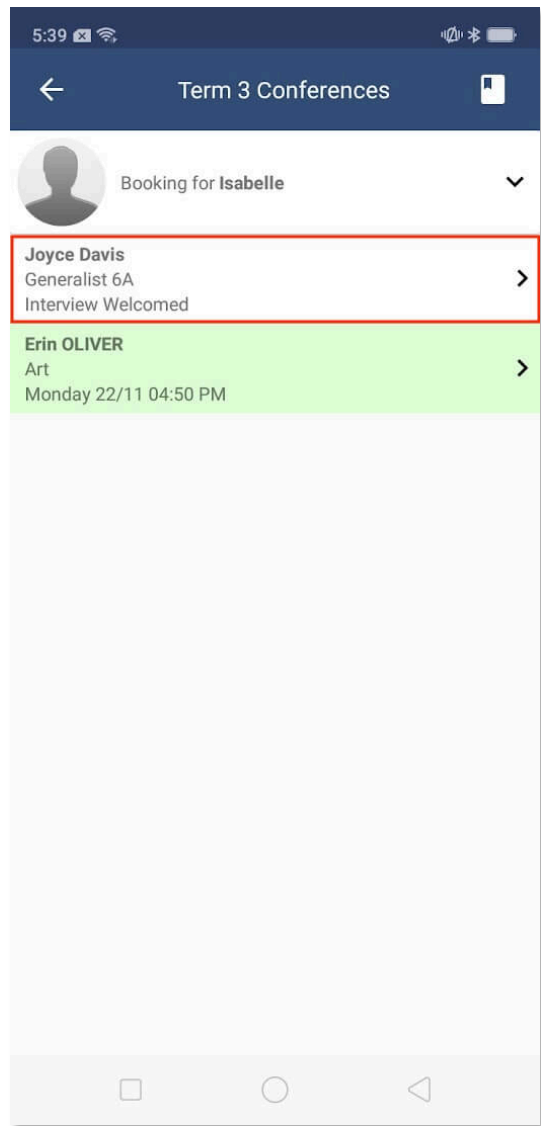 5:39
Term 3 Conferences
Booking for Isabelle
Joyce Davis
Generalist 6A
Interview Welcomed
Erin OLIVER
Art
Monday 22/11 04:50 PM